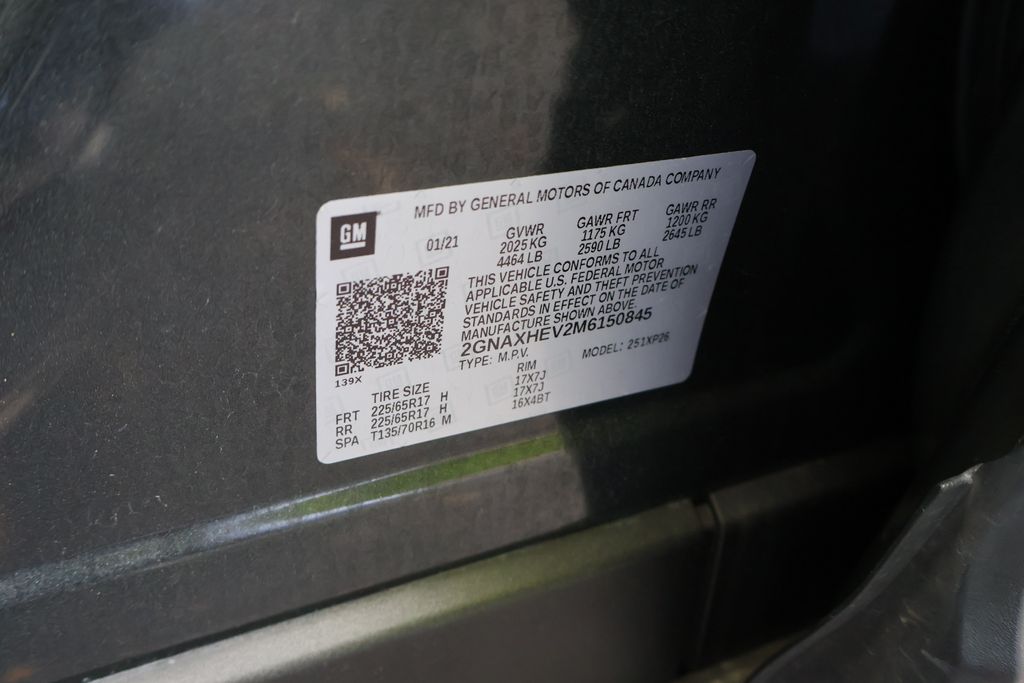 MFD BY GENERAL MOTORS OF CANADA COMPANY
GM
01/21
GVWR GAWR FRT GAWR RR
2025 KG 1175 KG 1200 KG
4464 LB 2590 LB 2645 LB
THIS VEHICLE CONFORMS TO ALL
APPLICABLE U.S. FEDERAL MOTOR
VEHICLE SAFETY AND THEFT PREVENTION
STANDARDS IN EFFECT ON THE DATE OF
MANUFACTURE SHOWN ABOVE.
2GNAXHEV2M6150845
TYPE: M.P.V. MODEL: 251XP26
139X
TIRE SIZE RIM
FRT 225/65R17 H 17X7J
RR 225/65R17 H 17X7J
SPA T135/70R16 M 16X4BT